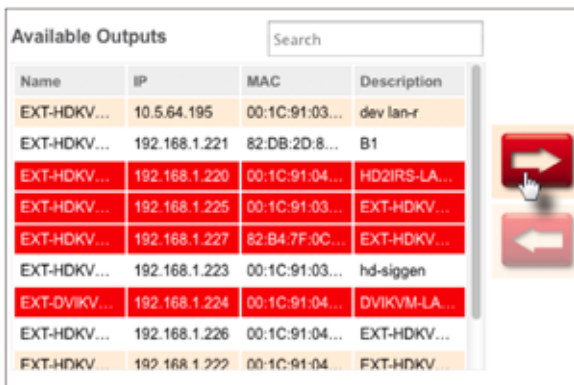 Available Outputs Search
Name IP MAC Description
EXT-HDKV... 10.5.64.195 00:1C:91:03... dev lan-r
EXT-HDKV... 192.168.1.221 82:DB:2D:8... B1
EXT-HDKV... 192.168.1.220 00:1C:91:04... HD2IRS-LA...
EXT-HDKV... 192.168.1.225 00:1C:91:03... EXT-HDKV...
EXT-HDKV... 192.168.1.227 82:B4:7F:0C... EXT-HDKV...
EXT-HDKV... 192.168.1.223 00:1C:91:03... hd-siggen
EXT-DVIKV... 192.168.1.224 00:1C:91:04... DVIKVM-LA...
EXT-HDKV... 192.168.1.226 00:1C:91:04... EXT-HDKV...
EXT-HDKV... 192.168.1.222 00:1C:91:04... EXT-HDKV...